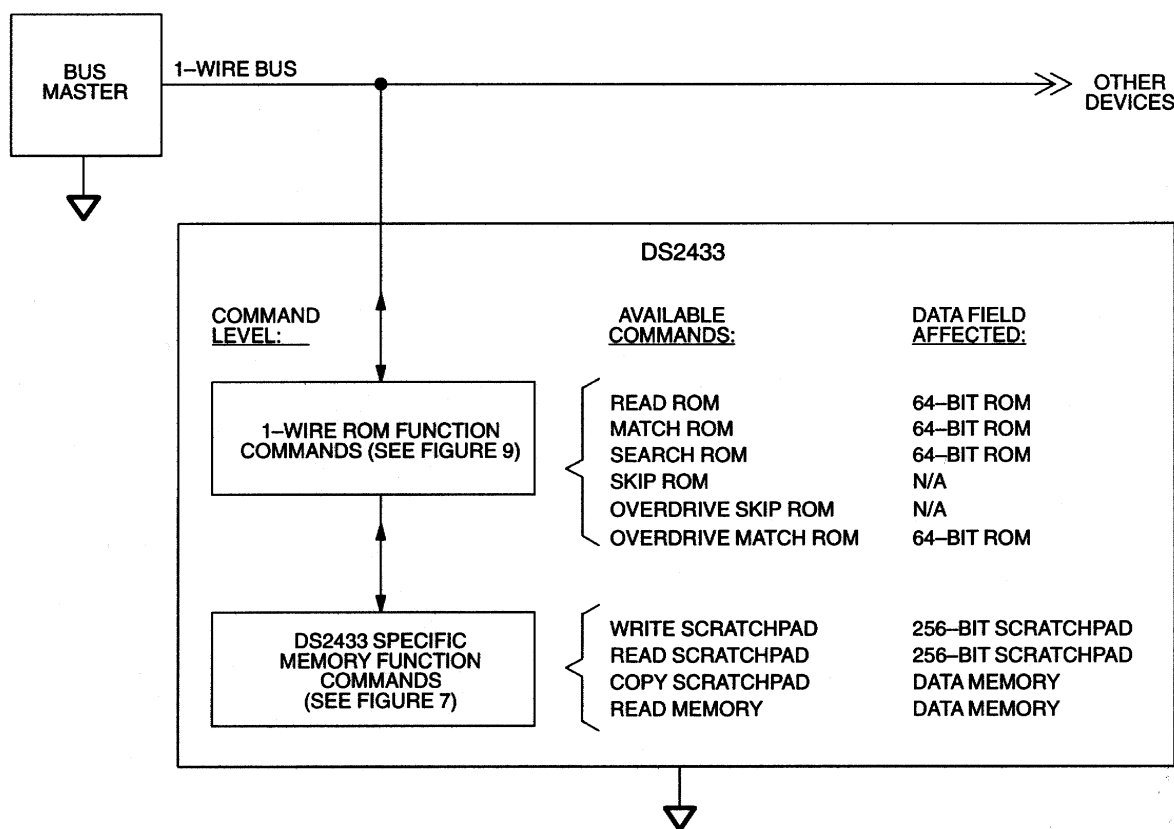 BUS
MASTER
1–WIRE BUS
OTHER
DEVICES
DS2433
COMMAND
LEVEL:
AVAILABLE
COMMANDS:
DATA FIELD
AFFECTED:
1–WIRE ROM FUNCTION
COMMANDS (SEE FIGURE 9)
READ ROM 64–BIT ROM
MATCH ROM 64–BIT ROM
SEARCH ROM 64–BIT ROM
SKIP ROM N/A
OVERDRIVE SKIP ROM N/A
OVERDRIVE MATCH ROM 64–BIT ROM
DS2433 SPECIFIC
MEMORY FUNCTION
COMMANDS
(SEE FIGURE 7)
WRITE SCRATCHPAD 256–BIT SCRATCHPAD
READ SCRATCHPAD 256–BIT SCRATCHPAD
COPY SCRATCHPAD DATA MEMORY
READ MEMORY DATA MEMORY